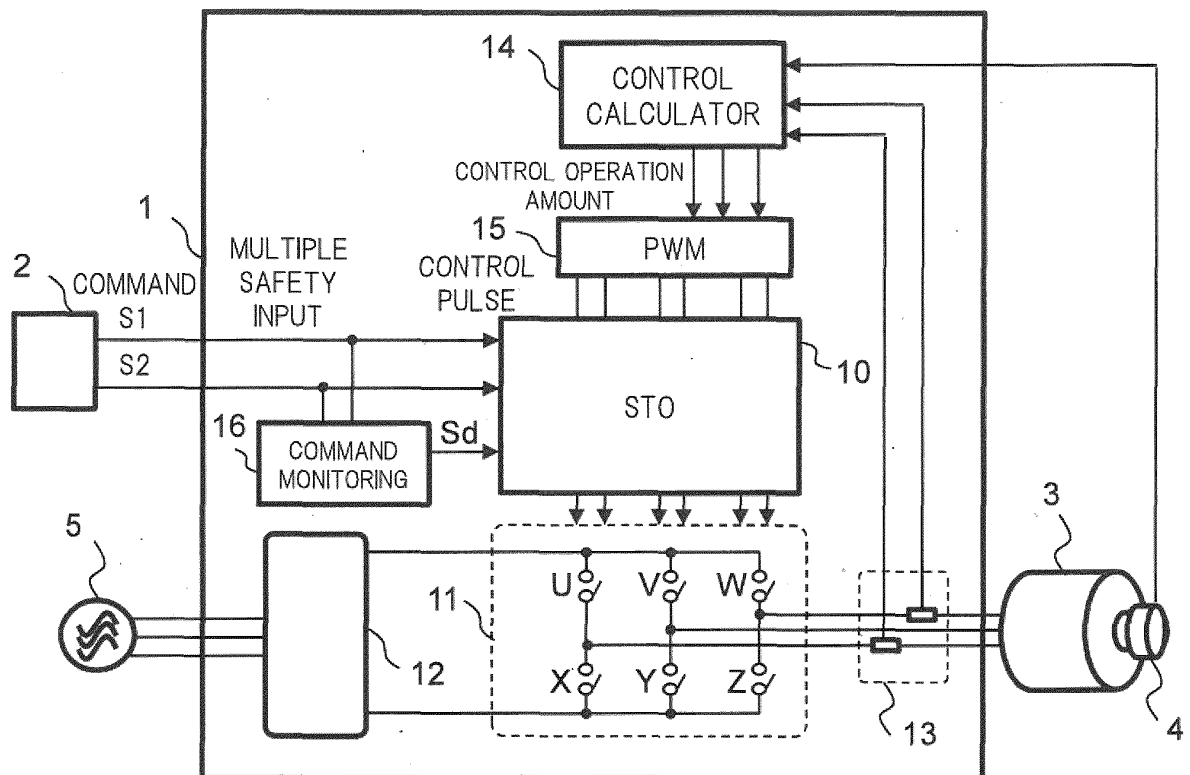 14
CONTROL
CALCULATOR
CONTROL OPERATION
AMOUNT
1
15
PWM
2
COMMAND
S1
S2
MULTIPLE
SAFETY
INPUT
CONTROL
PULSE
10
STO
16
COMMAND
MONITORING
Sd
5
3
11
U
V
W
12
X
Y
Z
13
4